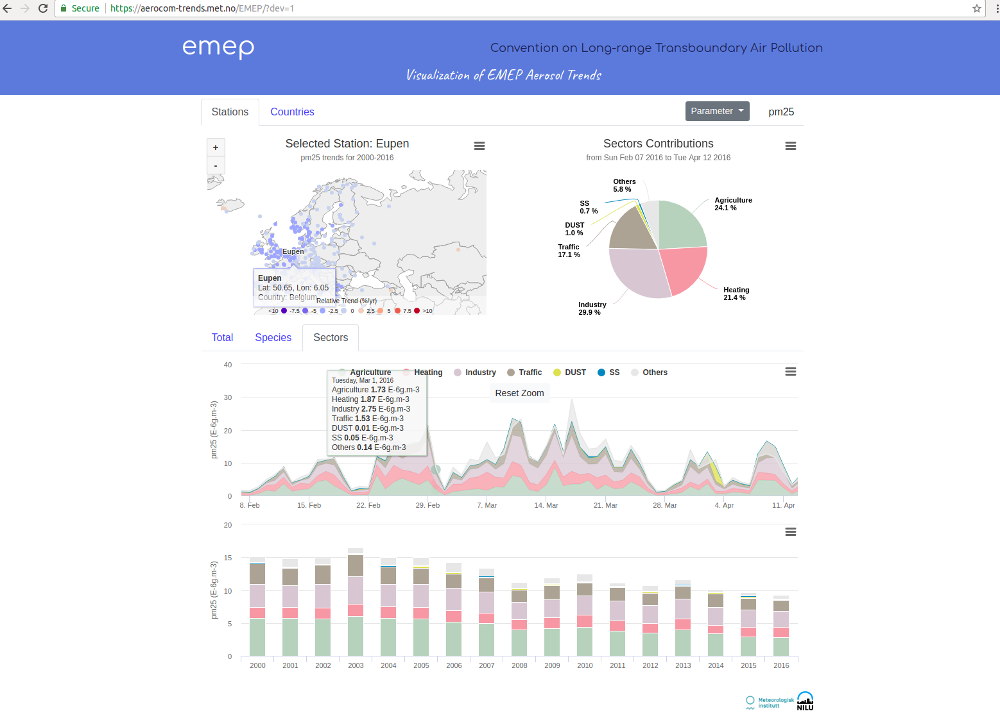 Secure
https://aerocom-trends.met.no/EMEP/?dev=1
emep
Convention on Long-range Transboundary Air Pollution
Visualization of EMEP Aerosol Trends
Stations
Countries
Parameter
pm25
+
-
Selected Station: Eupen
pm25 trends for 2000-2016
Eupen
Eupen
Lat: 50.65, Lon: 6.05
Country: Belgium
Relative Trend (%/yr)
<10 -7.5 -5 -2.5 0 2.5 5 7.5 >10
Sectors Contributions
from Sun Feb 07 2016 to Tue Apr 12 2016
Others
5.8 %
SS
0.7 %
DUST
1.0 %
Traffic
17.1 %
Industry
29.9 %
Agriculture
24.1 %
Heating
21.4 %
Total
Species
Sectors
Agriculture Heating Industry Traffic DUST SS Others
Reset Zoom
Tuesday, Mar 1, 2016
Agriculture 1.73 E-6g.m-3
Heating 1.87 E-6g.m-3
Industry 2.75 E-6g.m-3
Traffic 1.53 E-6g.m-3
DUST 0.01 E-6g.m-3
SS 0.05 E-6g.m-3
Others 0.14 E-6g.m-3
pm25 (E-6g.m-3)
40
30
20
10
0
8. Feb 15. Feb 22. Feb 29. Feb 7. Mar 14. Mar 21. Mar 28. Mar 4. Apr 11. Apr
pm25 (E-6g.m-3)
20
15
10
5
0
2000 2001 2002 2003 2004 2005 2006 2007 2008 2009 2010 2011 2012 2013 2014 2015 2016
Meteorologisk
institutt
NILU